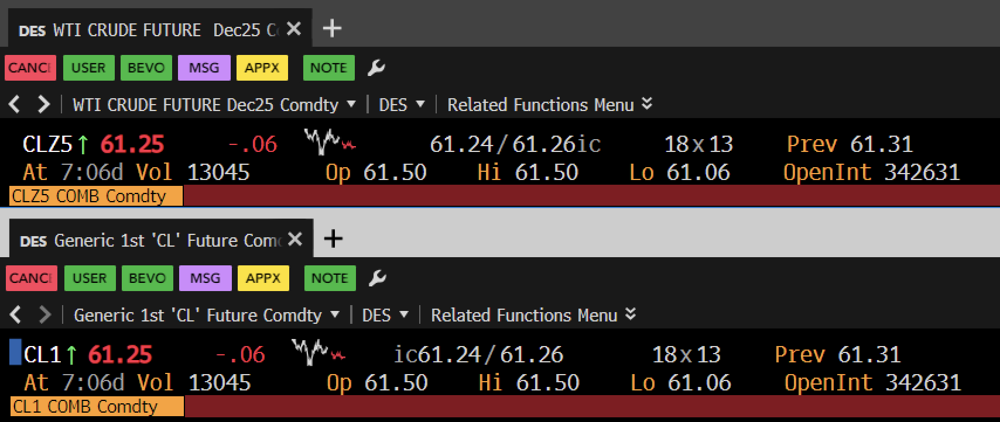 DES WTI CRUDE FUTURE Dec25 C
CANC USER BEVO MSG APPX NOTE
WTI CRUDE FUTURE Dec25 Comdty DES Related Functions Menu
CLZ5 ↑ 61.25 -.06 61.24/61.26ic 18x13 Prev 61.31
At 7:06d Vol 13045 Op 61.50 Hi 61.50 Lo 61.06 OpenInt 342631
CLZ5 COMB Comdty
DES Generic 1st 'CL' Future Com
CANC USER BEVO MSG APPX NOTE
Generic 1st 'CL' Future Comdty DES Related Functions Menu
CL1 ↑ 61.25 -.06 ic61.24/61.26 18x13 Prev 61.31
At 7:06d Vol 13045 Op 61.50 Hi 61.50 Lo 61.06 OpenInt 342631
CL1 COMB Comdty